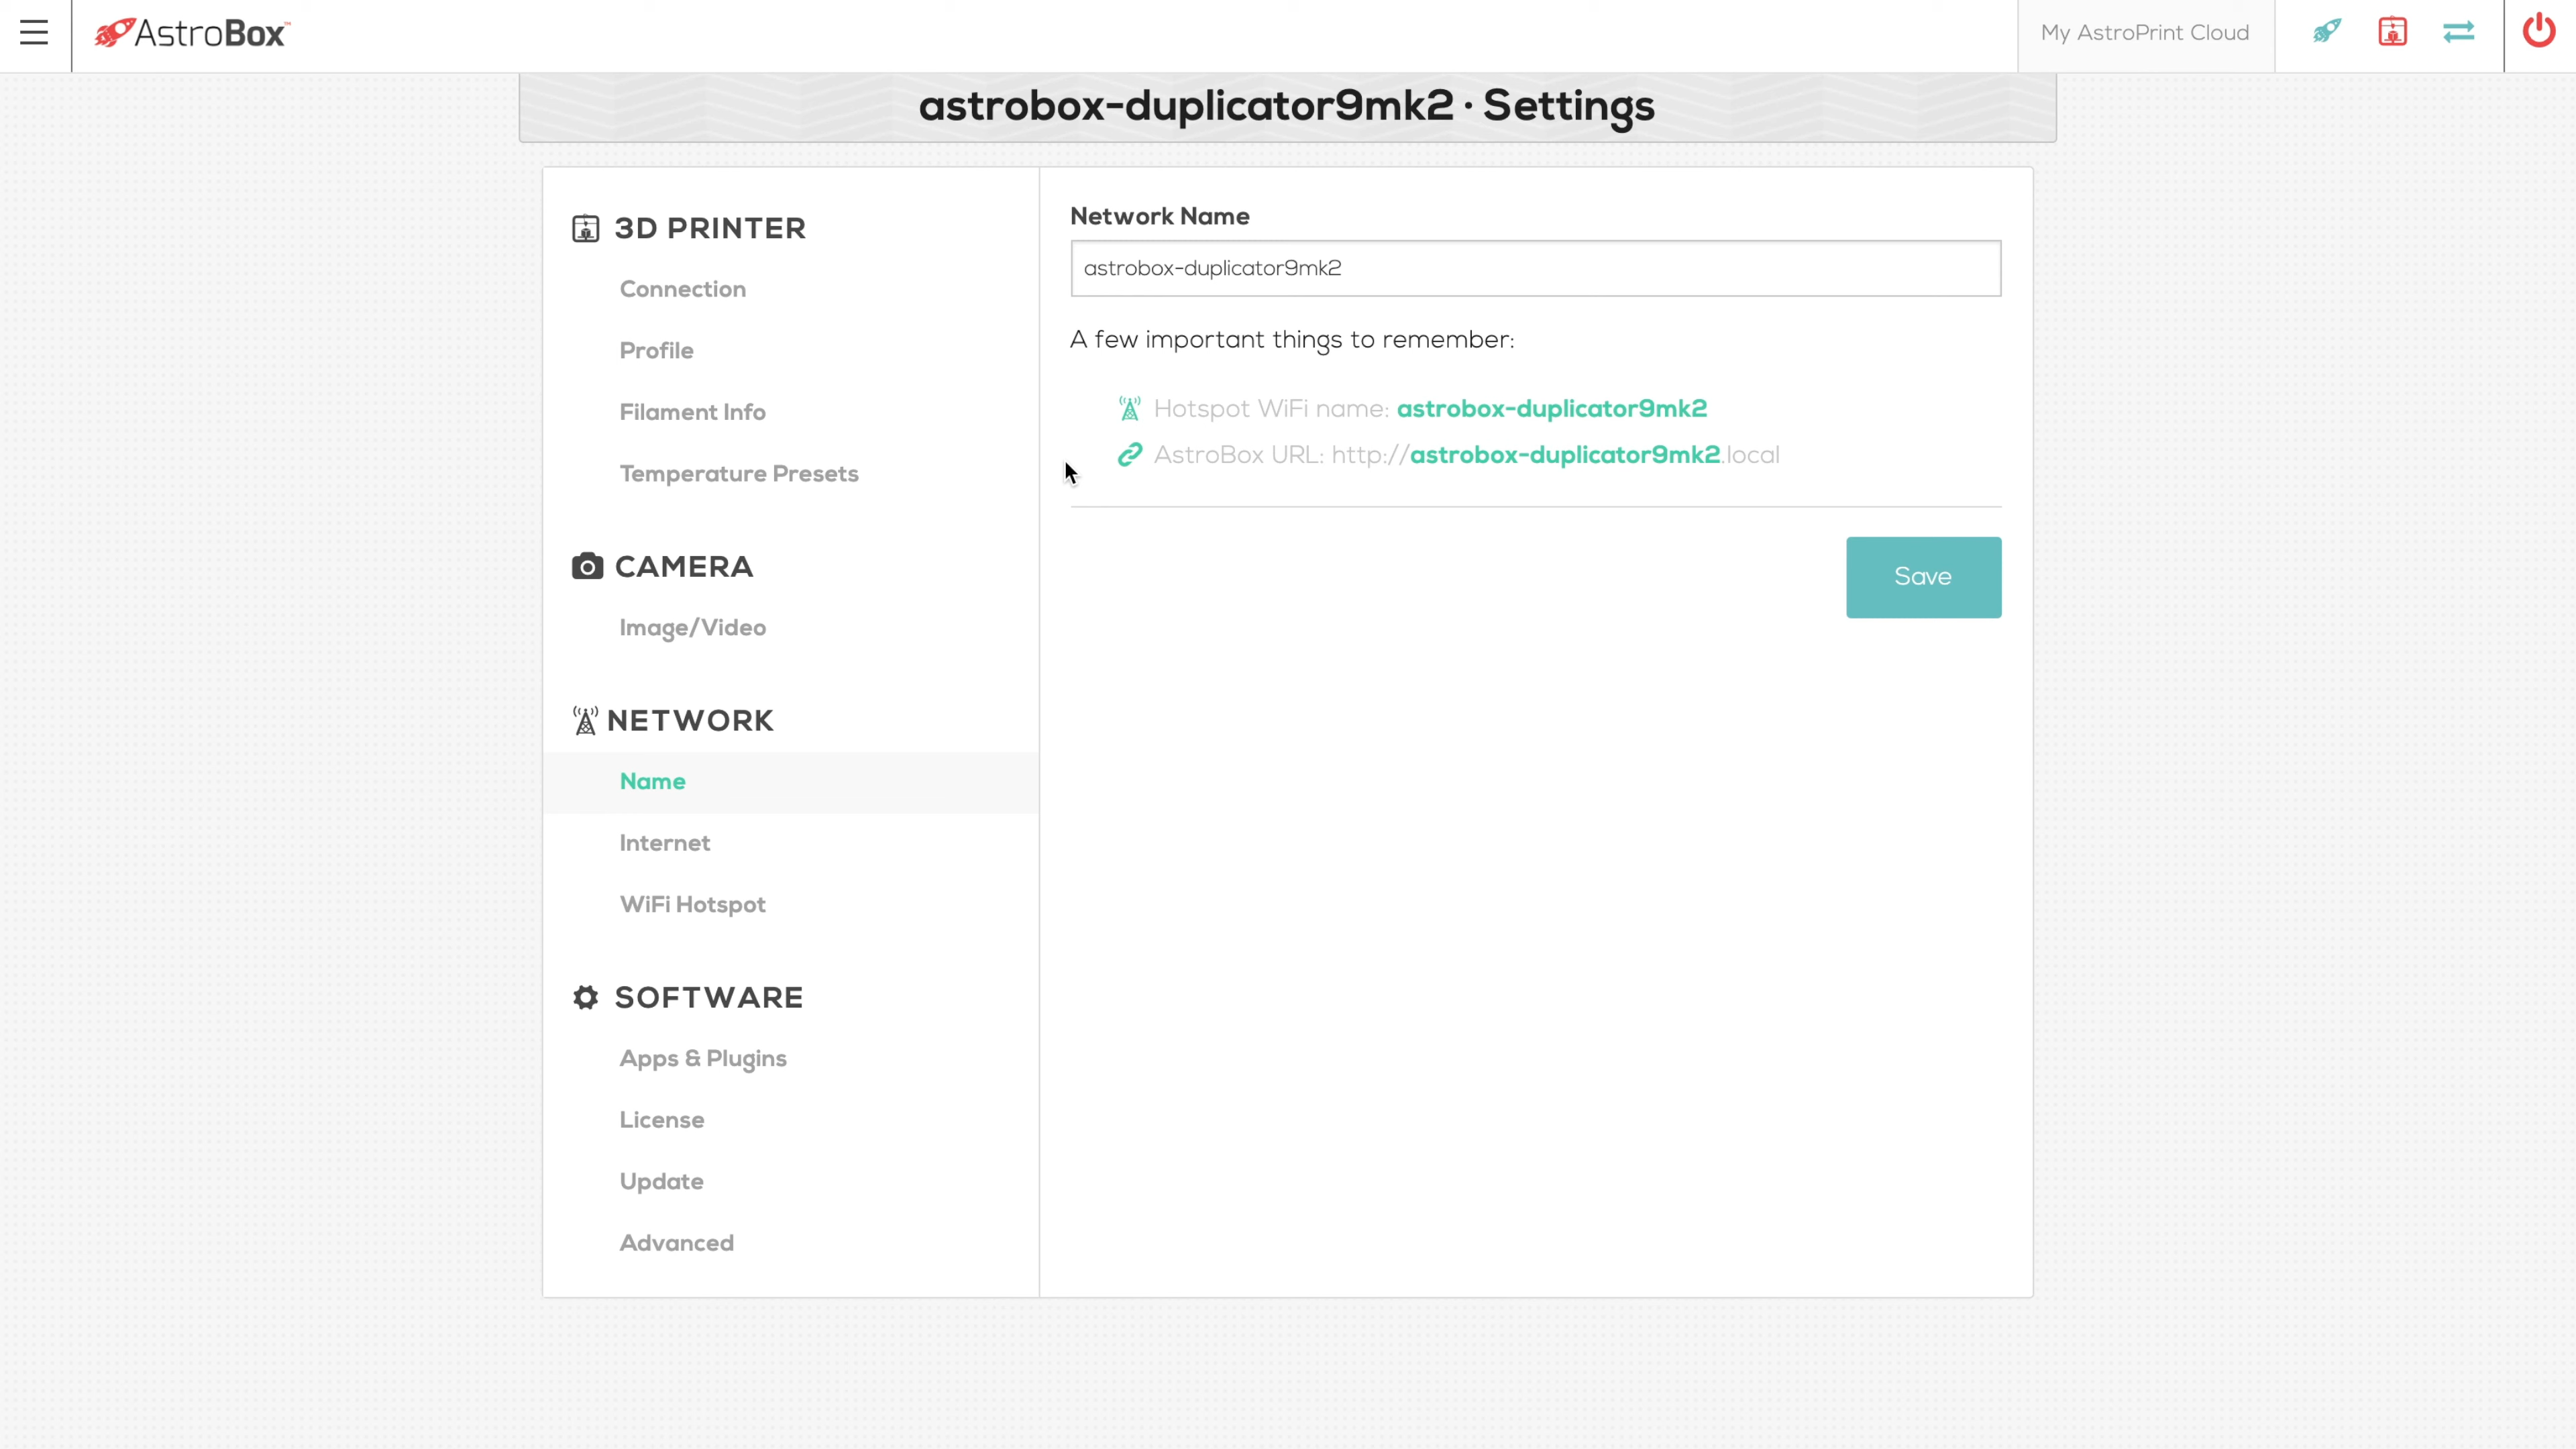 AstroBox™
My AstroPrint Cloud
astrobox-duplicator9mk2 · Settings
3D PRINTER
Connection
Profile
Filament Info
Temperature Presets
CAMERA
Image/Video
NETWORK
Name
Internet
WiFi Hotspot
SOFTWARE
Apps & Plugins
License
Update
Advanced
Network Name
astrobox-duplicator9mk2
A few important things to remember:
Hotspot WiFi name: astrobox-duplicator9mk2
AstroBox URL: http://astrobox-duplicator9mk2.local
Save